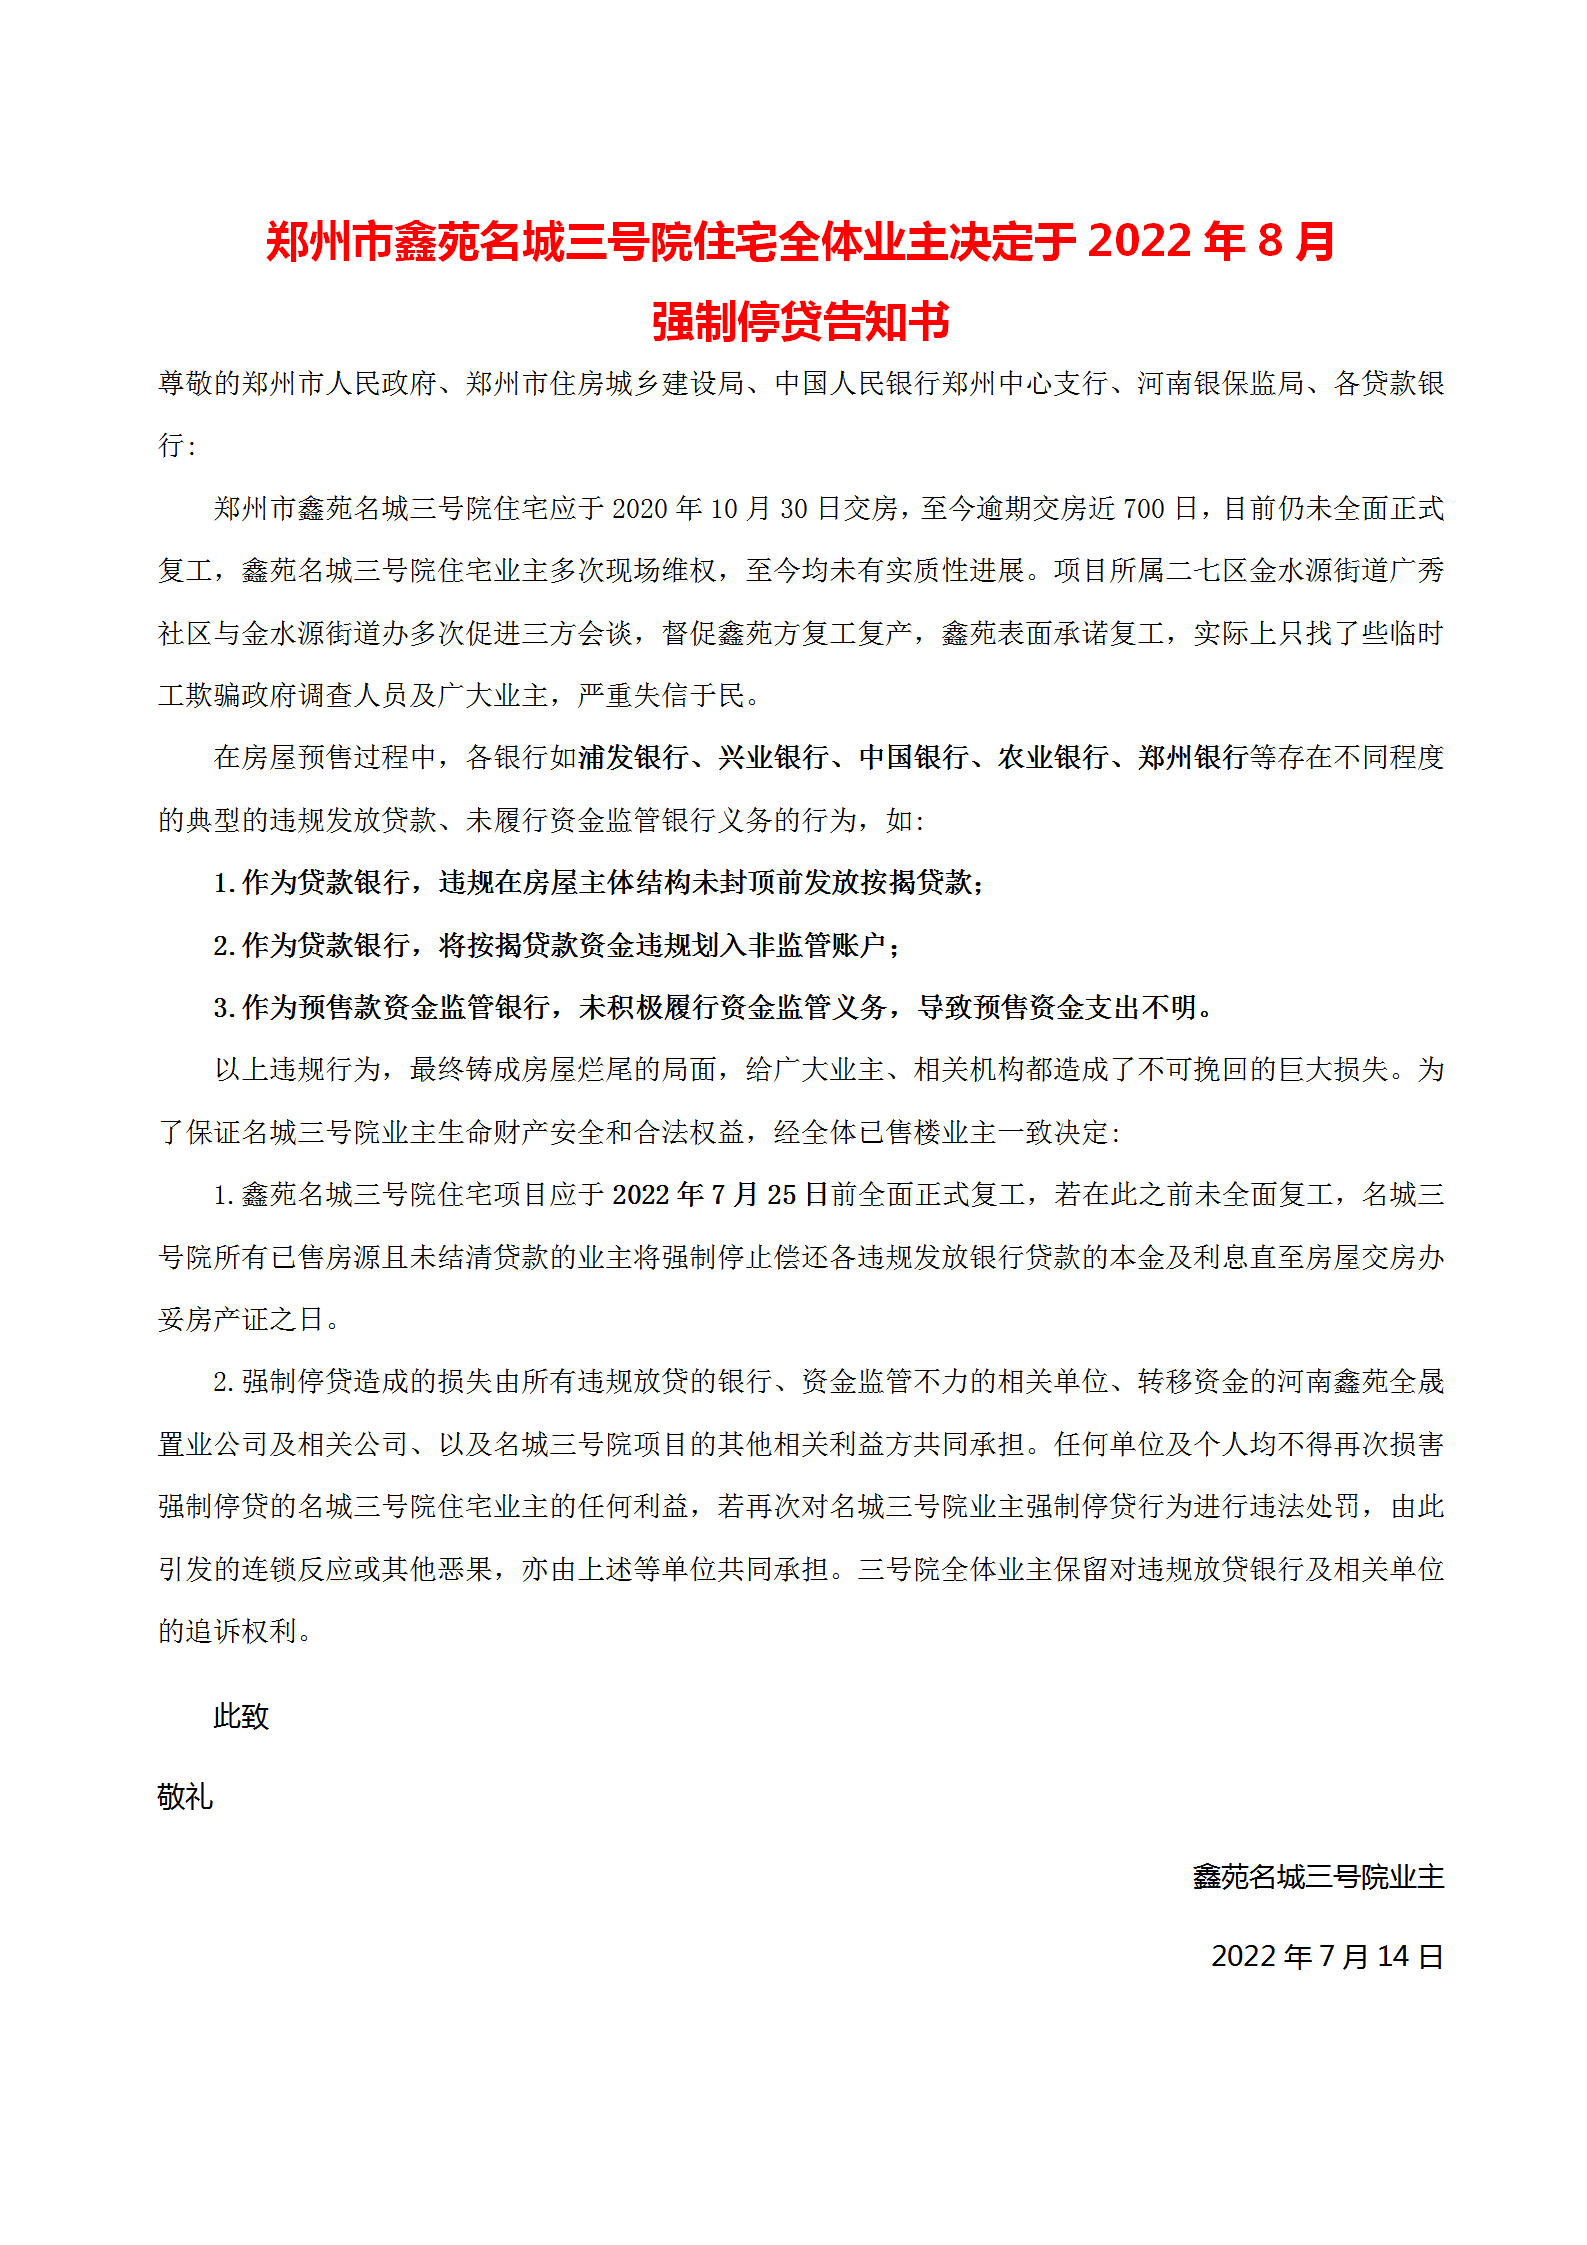 郑州市鑫苑名城三号院住宅全体业主决定于 2022 年 8 月
强制停贷告知书
尊敬的郑州市人民政府、郑州市住房城乡建设局、中国人民银行郑州中心支行、河南银保监局、各贷款银
行：
郑州市鑫苑名城三号院住宅应于 2020 年 10 月 30 日交房，至今逾期交房近 700 日，目前仍未全面正式
复工，鑫苑名城三号院住宅业主多次现场维权，至今均未有实质性进展。项目所属二七区金水源街道广秀
社区与金水源街道办多次促进三方会谈，督促鑫苑方复工复产，鑫苑表面承诺复工，实际上只找了些临时
工欺骗政府调查人员及广大业主，严重失信于民。
在房屋预售过程中，各银行如浦发银行、兴业银行、中国银行、农业银行、郑州银行等存在不同程度
的典型的违规发放贷款、未履行资金监管银行义务的行为，如：
1.作为贷款银行，违规在房屋主体结构未封顶前发放按揭贷款；
2.作为贷款银行，将按揭贷款资金违规划入非监管账户；
3.作为预售款资金监管银行，未积极履行资金监管义务，导致预售资金支出不明。
以上违规行为，最终铸成房屋烂尾的局面，给广大业主、相关机构都造成了不可挽回的巨大损失。为
了保证名城三号院业主生命财产安全和合法权益，经全体已售楼业主一致决定：
1.鑫苑名城三号院住宅项目应于 2022 年 7 月 25 日前全面正式复工，若在此之前未全面复工，名城三
号院所有已售房源且未结清贷款的业主将强制停止偿还各违规发放银行贷款的本金及利息直至房屋交房办
妥房产证之日。
2.强制停贷造成的损失由所有违规放贷的银行、资金监管不力的相关单位、转移资金的河南鑫苑全晟
置业公司及相关公司、以及名城三号院项目的其他相关利益方共同承担。任何单位及个人均不得再次损害
强制停贷的名城三号院住宅业主的任何利益，若再次对名城三号院业主强制停贷行为进行违法处罚，由此
引发的连锁反应或其他恶果，亦由上述等单位共同承担。三号院全体业主保留对违规放贷银行及相关单位
的追诉权利。
此致
敬礼
鑫苑名城三号院业主
2022 年 7 月 14 日